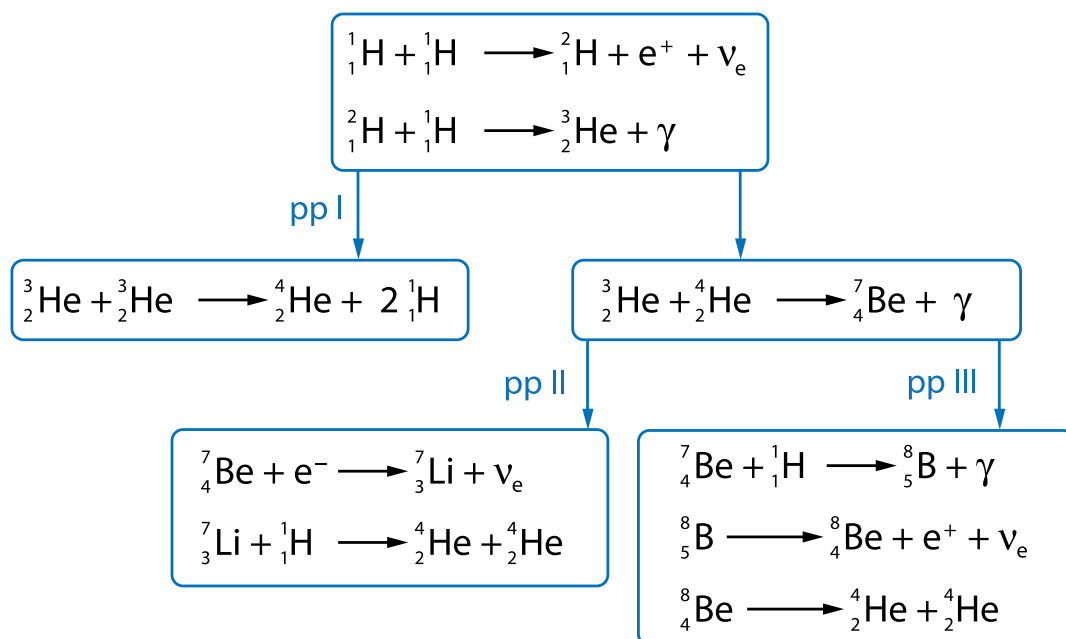 ¹₁H + ¹₁H ⟶ ²₁H + e⁺ + νₑ
²₁H + ¹₁H ⟶ ³₂He + γ
pp I
³₂He + ³₂He ⟶ ⁴₂He + 2 ¹₁H
³₂He + ⁴₂He ⟶ ⁷₄Be + γ
pp II
pp III
⁷₄Be + e⁻ ⟶ ⁷₃Li + νₑ
⁷₃Li + ¹₁H ⟶ ⁴₂He + ⁴₂He
⁷₄Be + ¹₁H ⟶ ⁸₅B + γ
⁸₅B ⟶ ⁸₄Be + e⁺ + νₑ
⁸₄Be ⟶ ⁴₂He + ⁴₂He